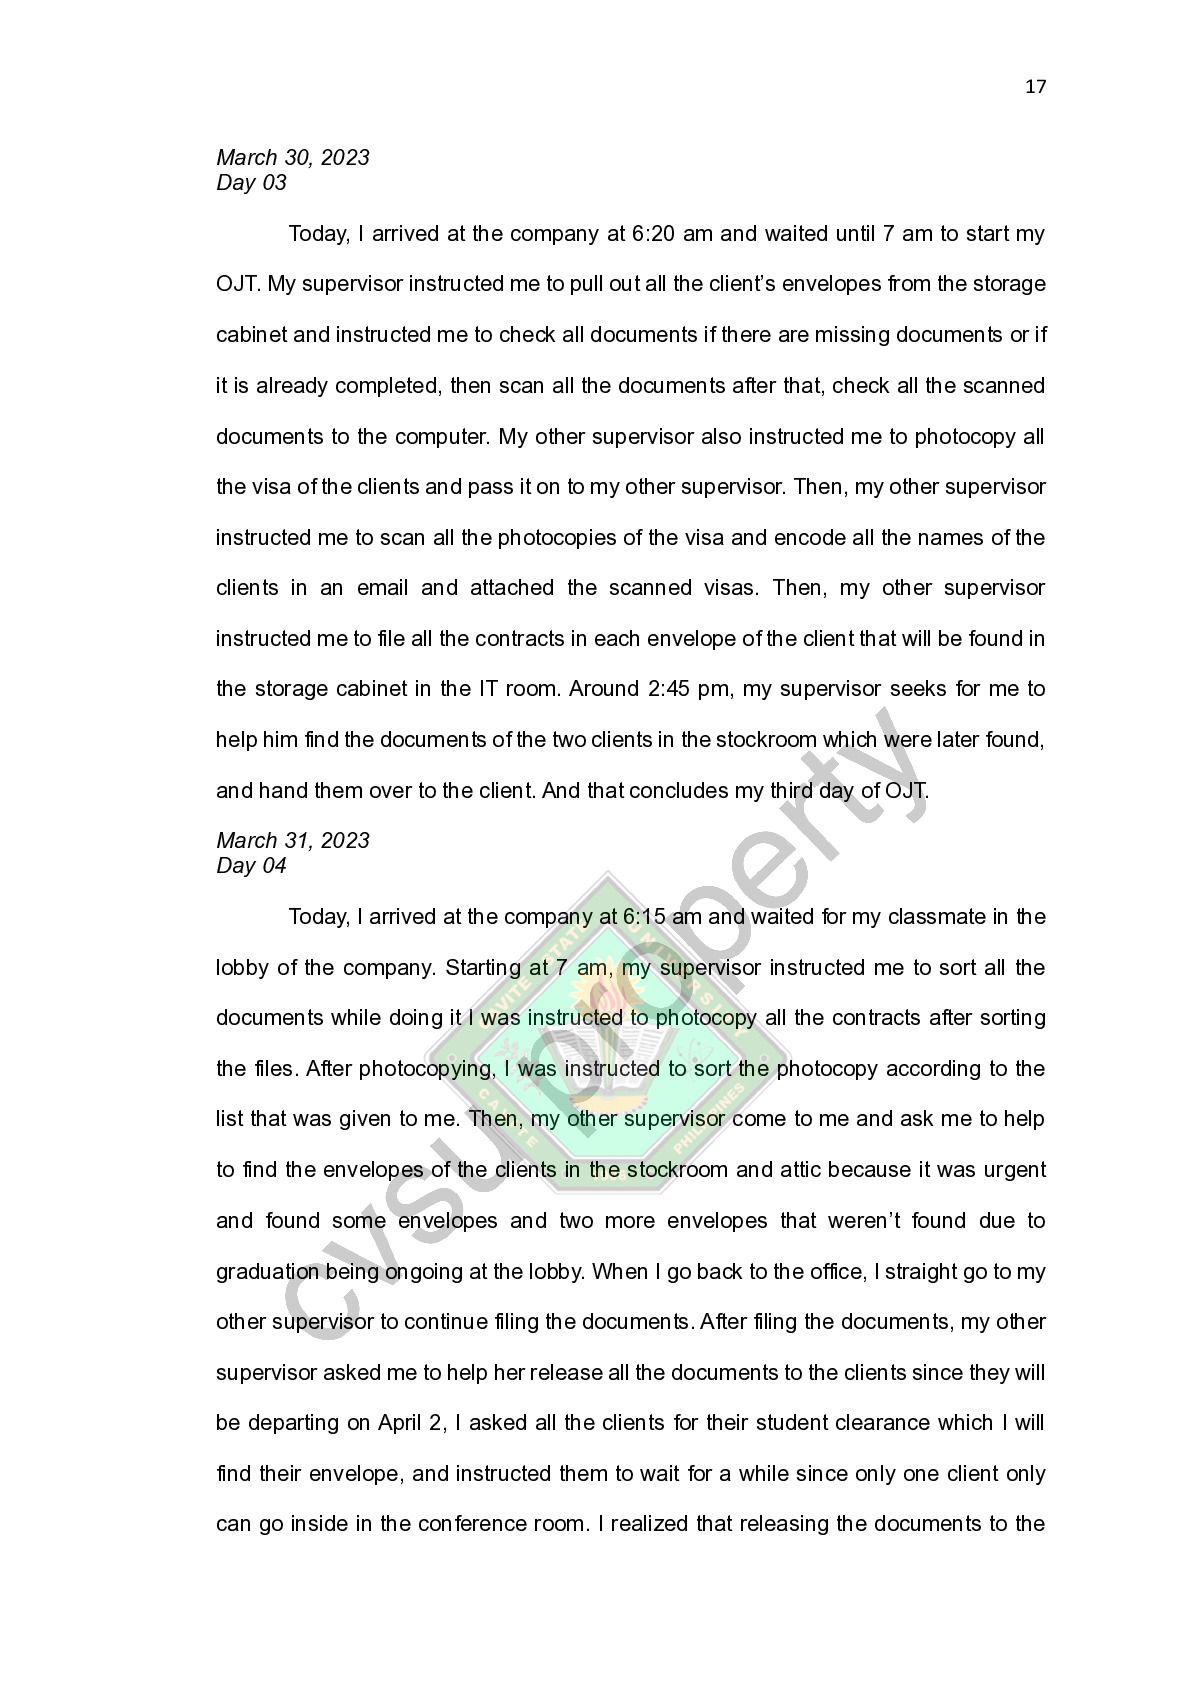 17
March 30, 2023
Day 03
Today, I arrived at the company at 6:20 am and waited until 7 am to start my
OJT. My supervisor instructed me to pull out all the client’s envelopes from the storage
cabinet and instructed me to check all documents if there are missing documents or if
it is already completed, then scan all the documents after that, check all the scanned
documents to the computer. My other supervisor also instructed me to photocopy all
the visa of the clients and pass it on to my other supervisor. Then, my other supervisor
instructed me to scan all the photocopies of the visa and encode all the names of the
clients in an email and attached the scanned visas. Then, my other supervisor
instructed me to file all the contracts in each envelope of the client that will be found in
the storage cabinet in the IT room. Around 2:45 pm, my supervisor seeks for me to
help him find the documents of the two clients in the stockroom which were later found,
and hand them over to the client. And that concludes my third day of OJT.
March 31, 2023
Day 04
Today, I arrived at the company at 6:15 am and waited for my classmate in the
lobby of the company. Starting at 7 am, my supervisor instructed me to sort all the
documents while doing it I was instructed to photocopy all the contracts after sorting
the files. After photocopying, I was instructed to sort the photocopy according to the
list that was given to me. Then, my other supervisor come to me and ask me to help
to find the envelopes of the clients in the stockroom and attic because it was urgent
and found some envelopes and two more envelopes that weren’t found due to
graduation being ongoing at the lobby. When I go back to the office, I straight go to my
other supervisor to continue filing the documents. After filing the documents, my other
supervisor asked me to help her release all the documents to the clients since they will
be departing on April 2, I asked all the clients for their student clearance which I will
find their envelope, and instructed them to wait for a while since only one client only
can go inside in the conference room. I realized that releasing the documents to the
cvsu property
CAVITE STATE UNIVERSITY
CAVITE
PHILIPPINES